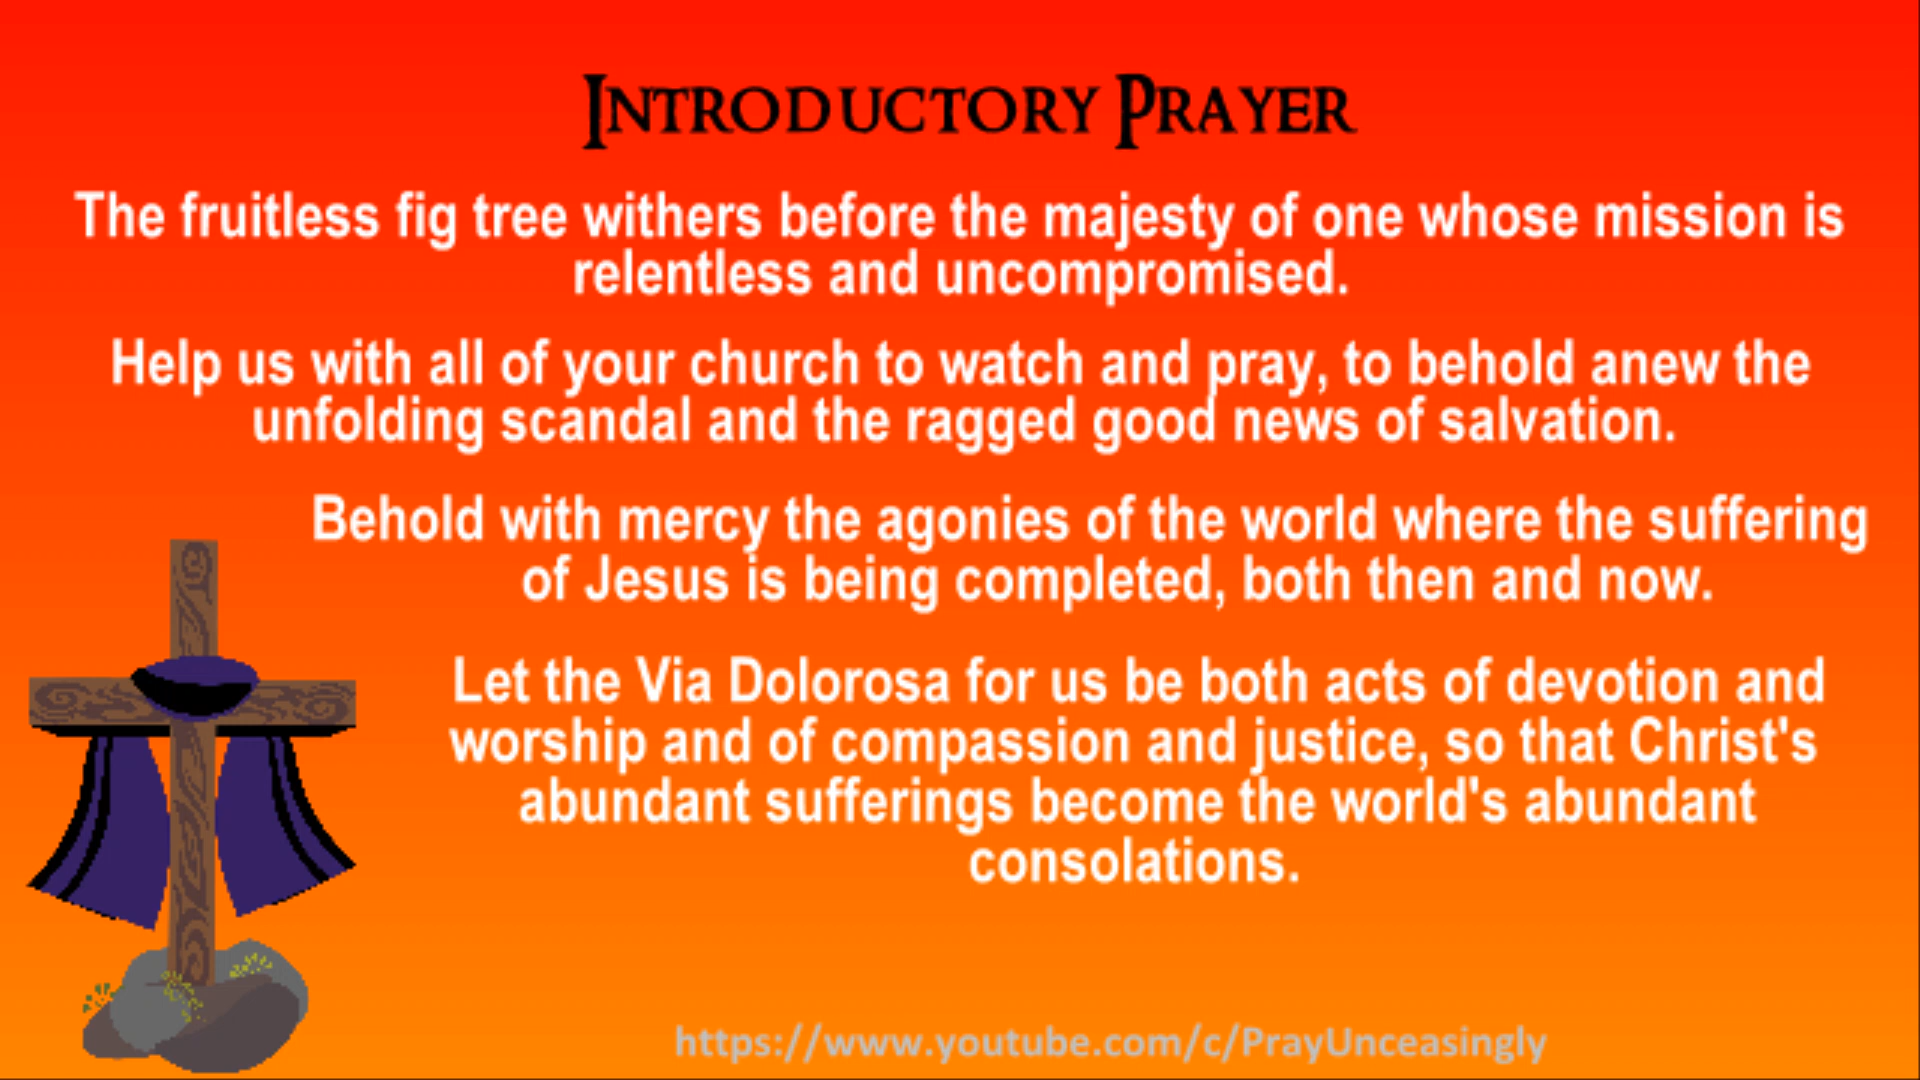 Introductory Prayer
The fruitless fig tree withers before the majesty of one whose mission is
relentless and uncompromised.
Help us with all of your church to watch and pray, to behold anew the
unfolding scandal and the ragged good news of salvation.
Behold with mercy the agonies of the world where the suffering
of Jesus is being completed, both then and now.
Let the Via Dolorosa for us be both acts of devotion and
worship and of compassion and justice, so that Christ's
abundant sufferings become the world's abundant
consolations.
https://www.youtube.com/c/PrayUnceasingly